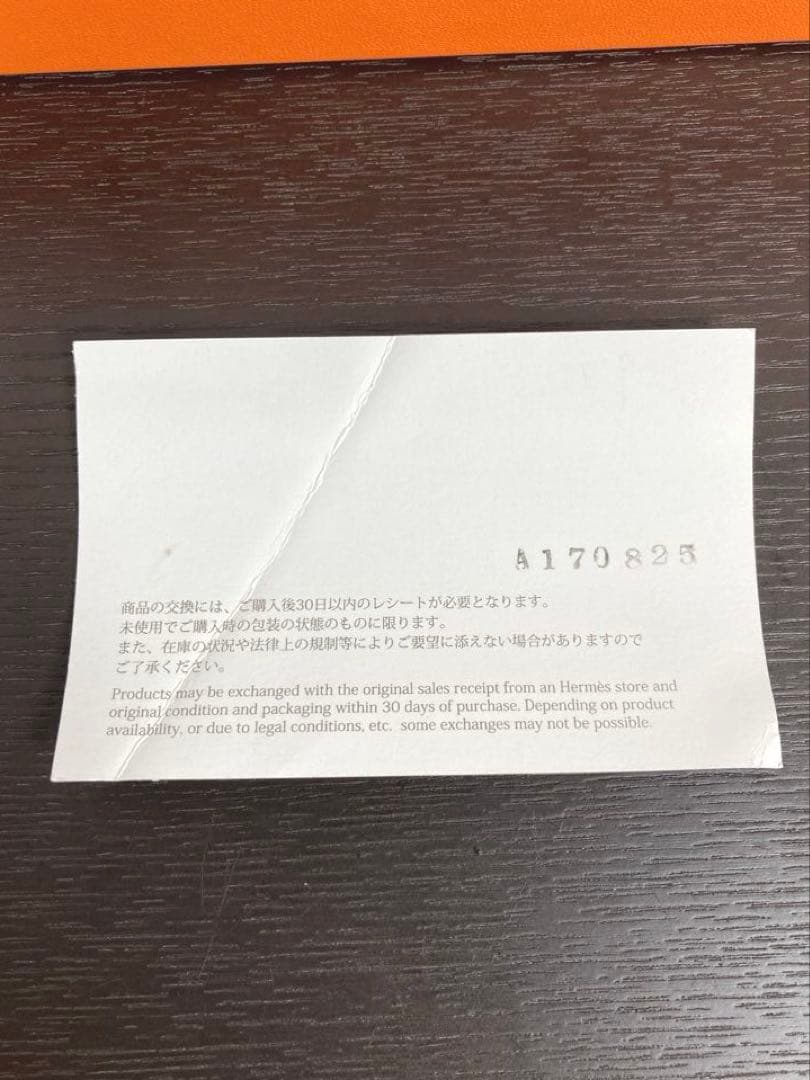 A170825
商品の交換には、ご購入後30日以内のレシートが必要となります。
未使用でご購入時の包装の状態のものに限ります。
また、在庫の状況や法律上の規制等によりご要望に添えない場合がありますので
ご了承ください。
Products may be exchanged with the original sales receipt from an Hermès store and
original condition and packaging within 30 days of purchase. Depending on product
availability, or due to legal conditions, etc. some exchanges may not be possible.